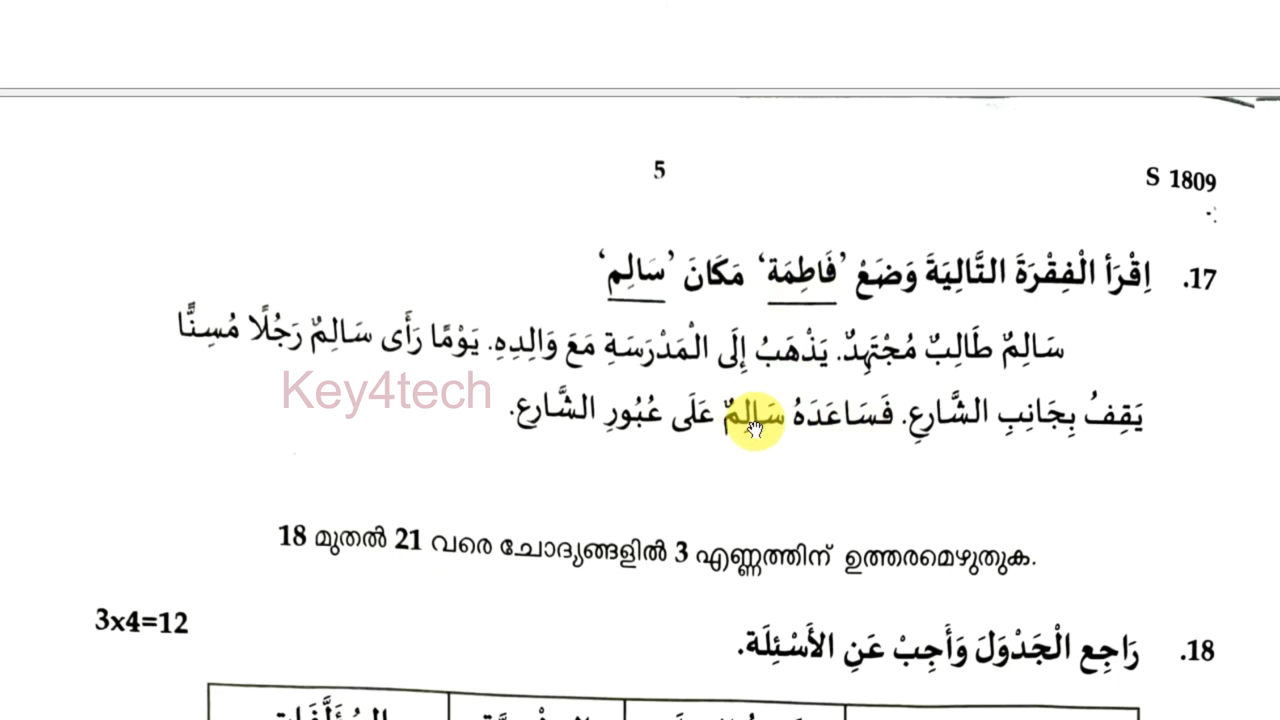 5
S 1809
17. اِقْرَأ الْفِقْرَةَ التَّالِيَةَ وَضَعْ ’فَاطِمَة‘ مَكَانَ ’سَالِم‘
سَالِمٌ طَالِبٌ مُجْتَهِدٌ. يَذْهَبُ إِلَى الْمَدْرَسَةِ مَعَ وَالِدِهِ. يَوْمًا رَأَى سَالِمٌ رَجُلًا مُسِنًّا
Key4tech
يَقِفُ بِجَانِبِ الشَّارِعِ. فَسَاعَدَهُ سَالِمٌ عَلَى عُبُورِ الشَّارِعِ.
18 മുതൽ 21 വരെ ചോദ്യങ്ങളിൽ 3 എണ്ണത്തിന് ഉത്തരമെഴുതുക.
3x4=12
18. رَاجِعِ الْجَدْوَلَ وَأَجِبْ عَنِ الأَسْئِلَة.